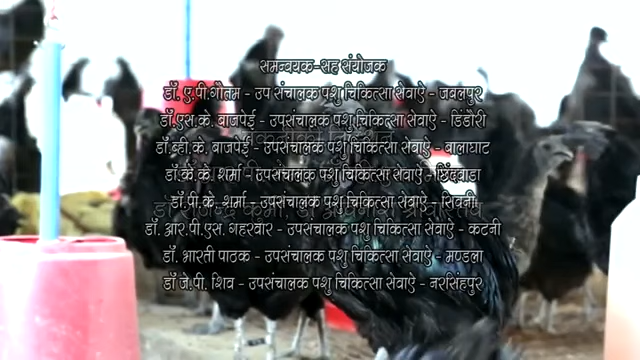 समन्वयक-सह संयोजक
डॉ. ए.पी.गौतम - उप संचालक पशु चिकित्सा सेवाऐ - जबलपुर
डॉ.एस.के. बाजपेई - उपसंचालक पशु चिकित्सा सेवाऐ - डिंडौरी
डॉ.व्ही.के. बाजपेई - उपसंचालक पशु चिकित्सा सेवाऐ - बालाघाट
डॉ.के.के. शर्मा - उपसंचालक पशु चिकित्सा सेवाऐ - छिंदवाडा
डॉ.पी.के. शर्मा - उपसंचालक पशु चिकित्सा सेवाऐ - सिवनी
डॉ. आर.पी.एस. गहरवार - उपसंचालक पशु चिकित्सा सेवाऐ - कटनी
डॉ. भारती पाठक - उपसंचालक पशु चिकित्सा सेवाऐ - मण्डला
डॉ जे.पी. शिव - उपसंचालक पशु चिकित्सा सेवाऐ - नरसिंहपुर